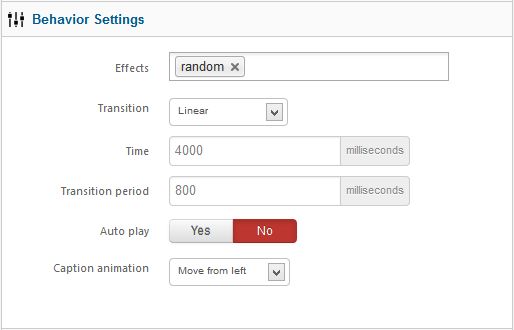 Behavior Settings
Effects random ×
Transition Linear
Time 4000 milliseconds
Transition period 800 milliseconds
Auto play Yes No
Caption animation Move from left